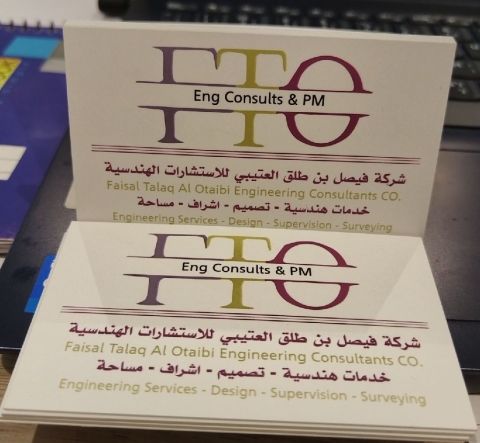 FTO
Eng Consults & PM
شركة فيصل بن طلق العتيبي للاستشارات الهندسية
Faisal Talaq Al Otaibi Engineering Consultants CO.
خدمات هندسية - تصميم - اشراف - مساحة
Engineering Services - Design - Supervision - Surveying
FTO
Eng Consults & PM
شركة فيصل بن طلق العتيبي للاستشارات الهندسية
Faisal Talaq Al Otaibi Engineering Consultants CO.
خدمات هندسية - تصميم - اشراف - مساحة
Engineering Services - Design - Supervision - Surveying